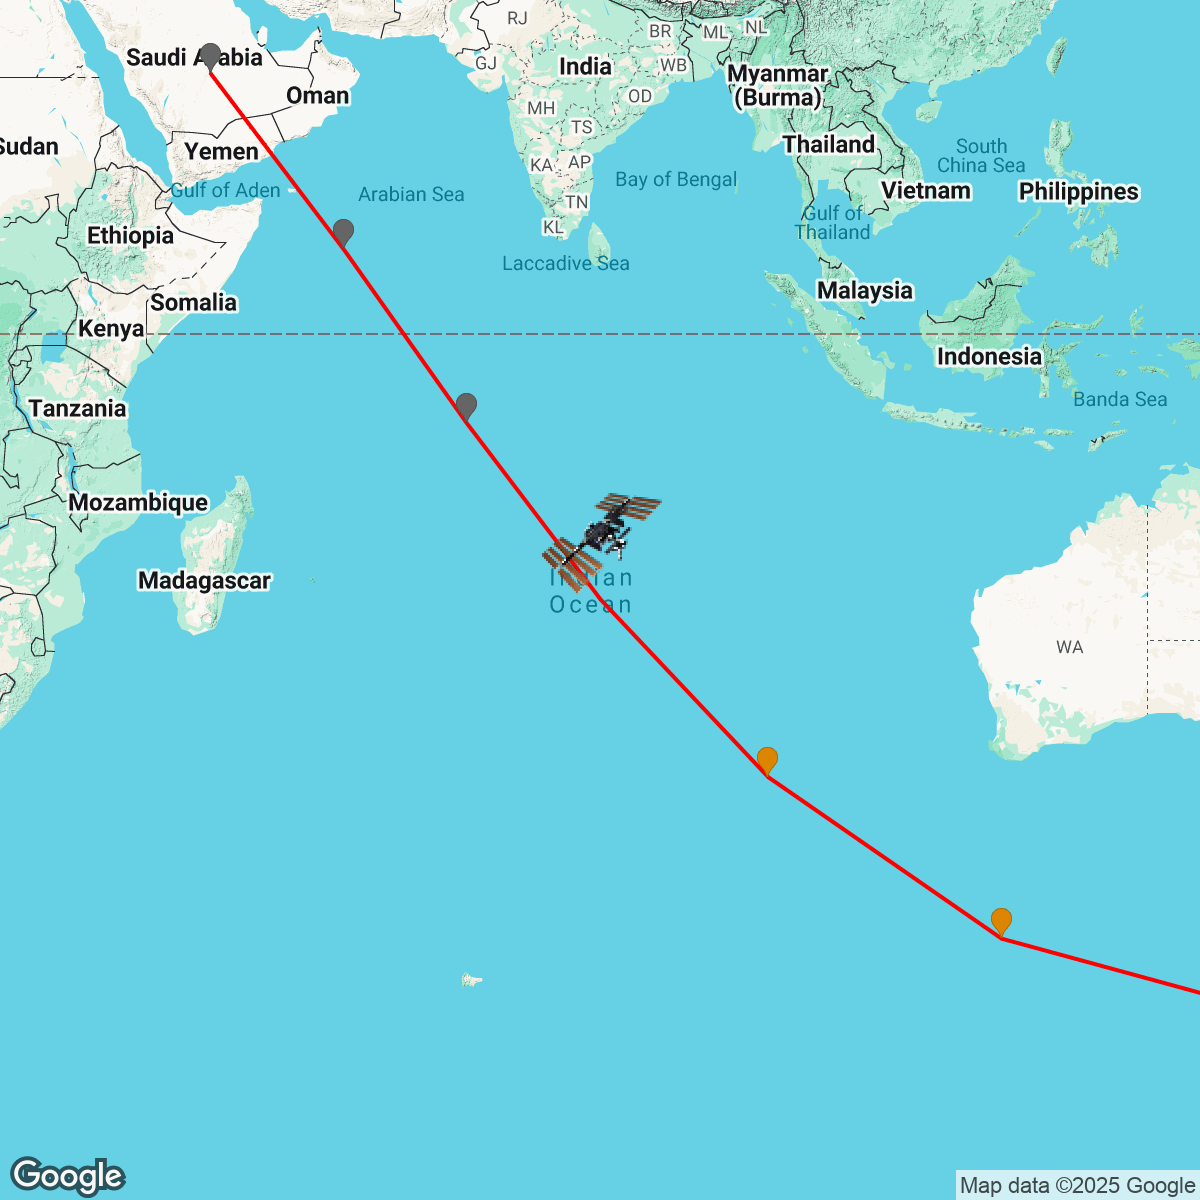 RJ
BR
ML
NL
Saudi Arabia
GJ
India
WB
Myanmar
(Burma)
Oman
MH
OD
TS
Sudan
Yemen
Thailand
South
China Sea
KA
AP
Gulf of Aden
Arabian Sea
Bay of Bengal
Vietnam
Philippines
TN
Gulf of
Thailand
KL
Ethiopia
Laccadive Sea
Malaysia
Somalia
Kenya
Indonesia
Tanzania
Banda Sea
Mozambique
Madagascar
Indian
Ocean
WA
Google
Map data ©2025 Google